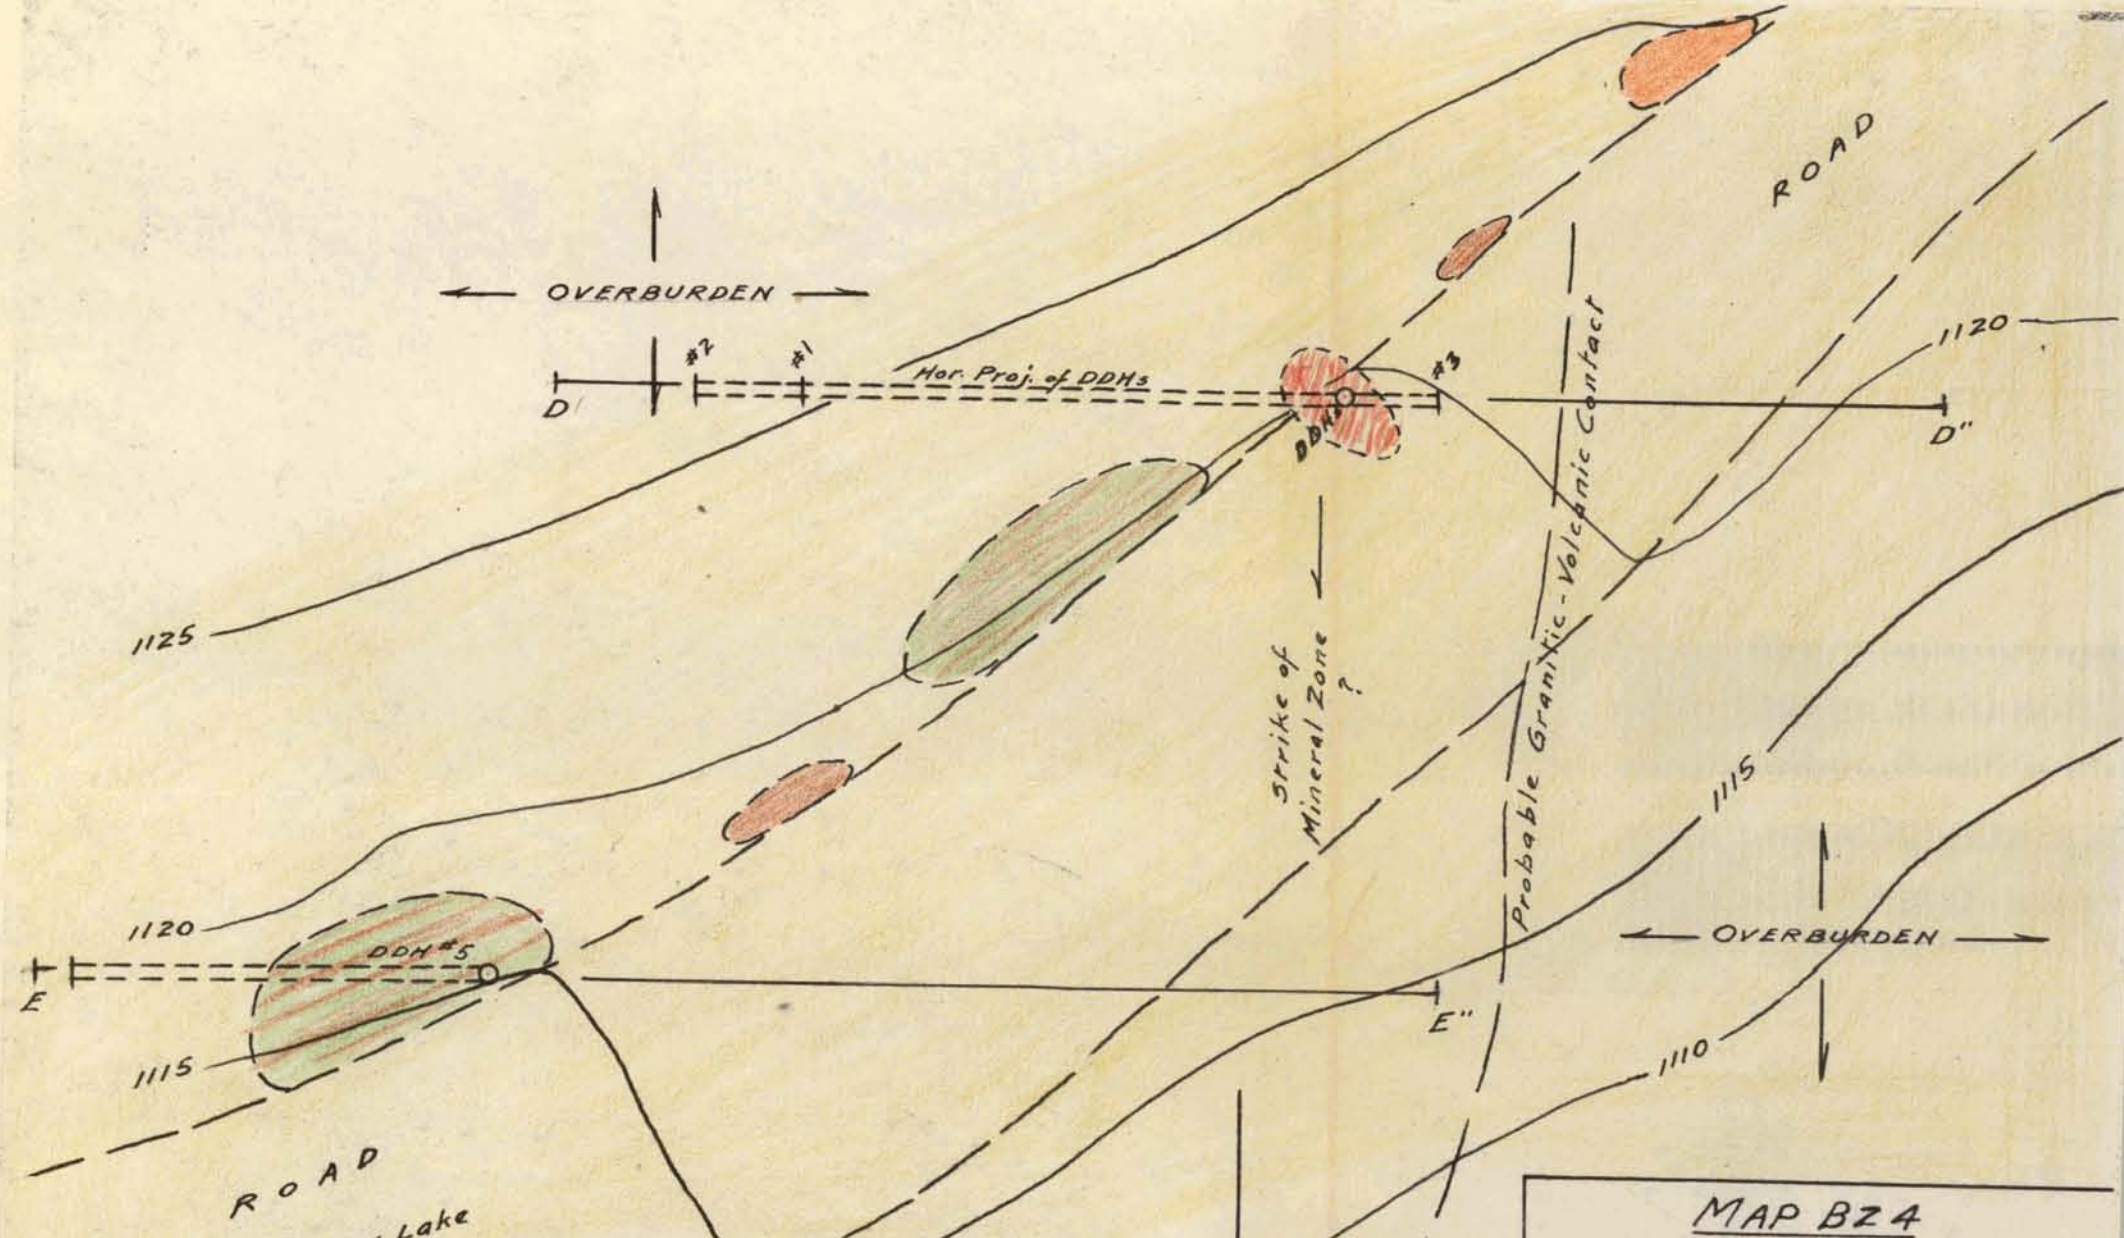 ROAD
OVERBURDEN
#2
#1
Hor. Proj. of DDHs
#3
D
DDHs
D"
1120
Probable Granitic-Volcanic Contact
1125
Strike of
Mineral Zone
?
1115
1120
DDH #5
E
E"
OVERBURDEN
1115
1110
ROAD
Lake
MAP BZ4